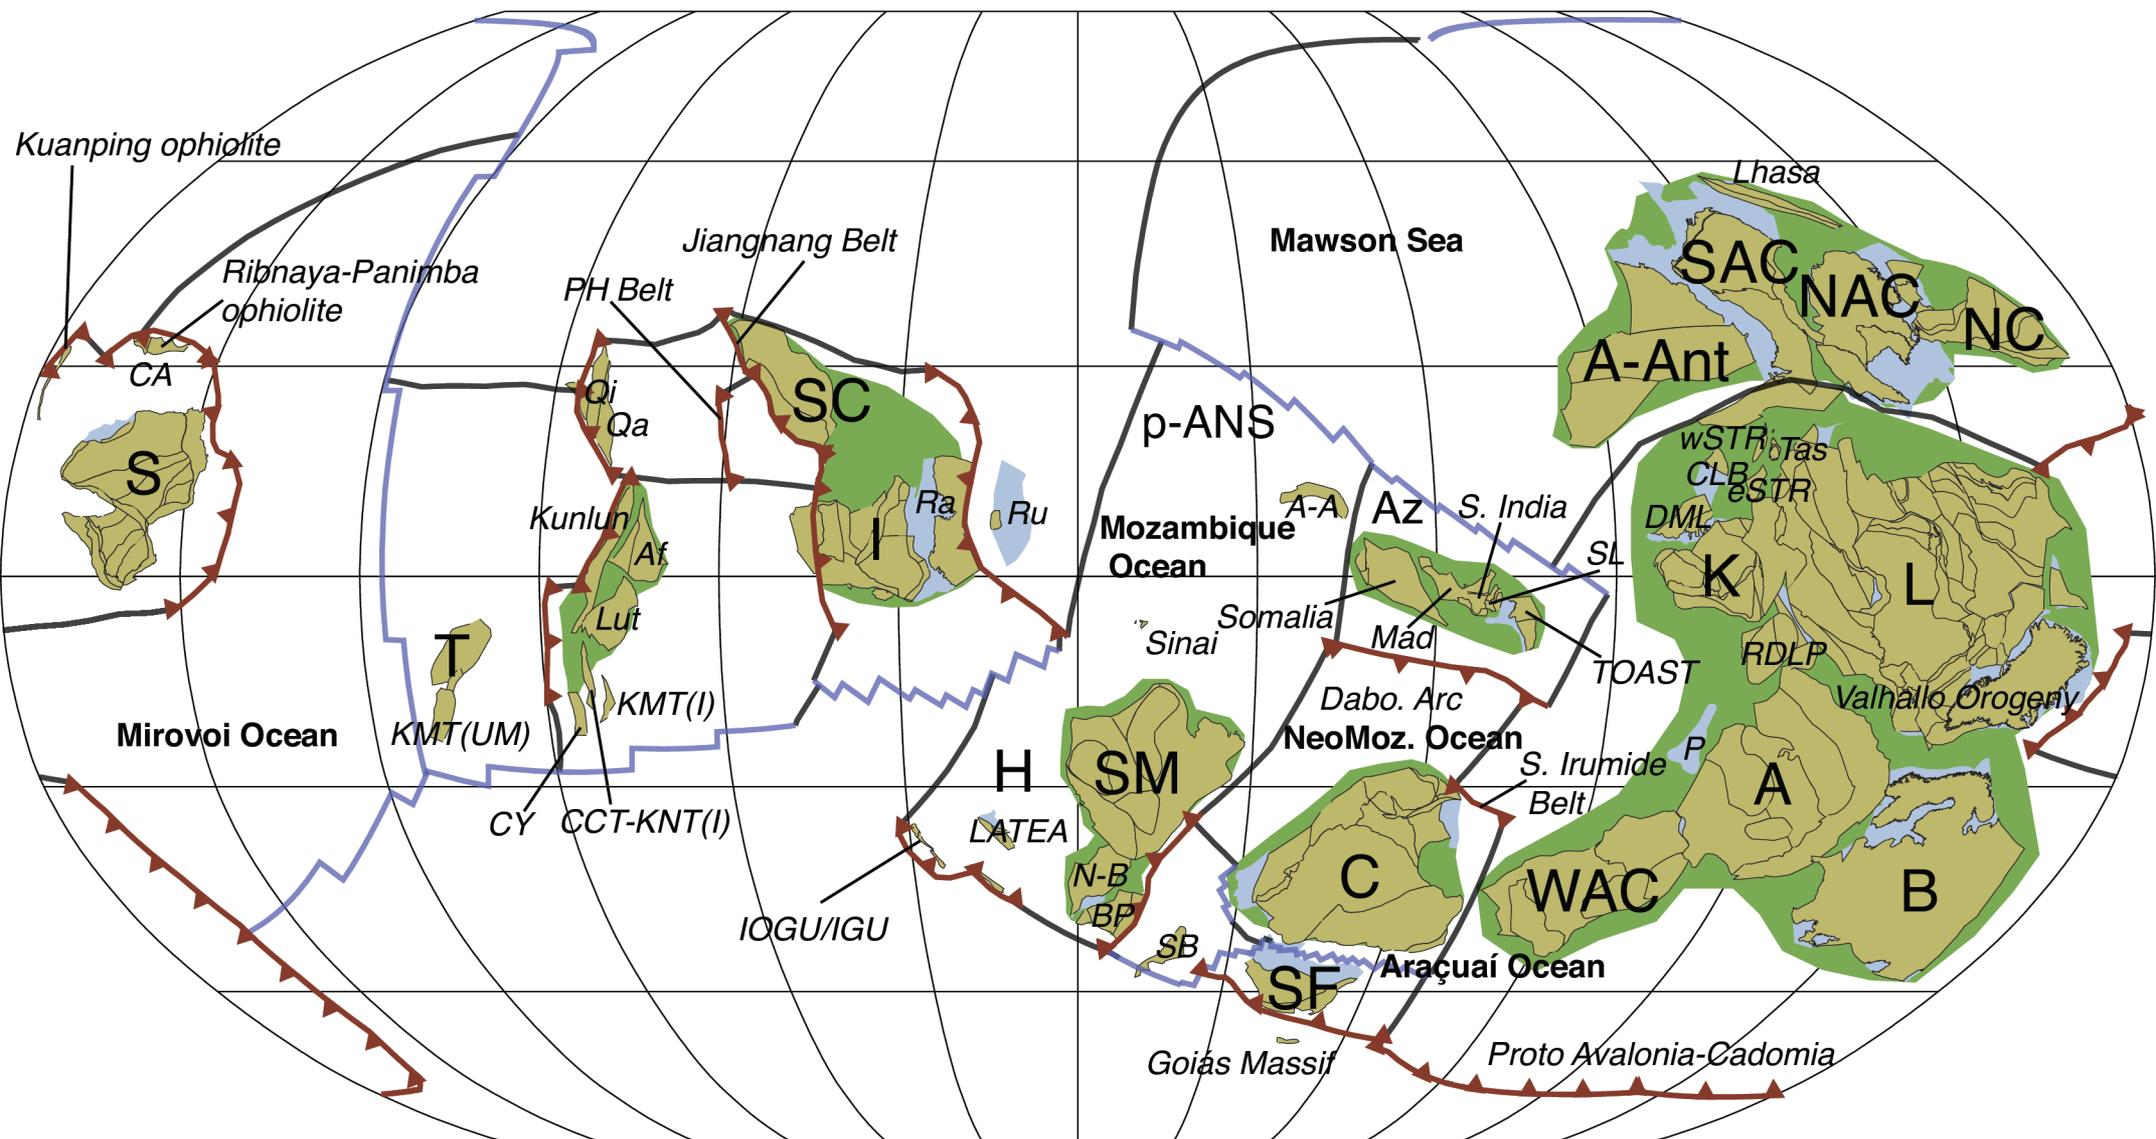 Kuanping ophiolite
Lhasa
Jiangnang Belt
Mawson Sea
Ribnaya-Panimba
ophiolite
PH Belt
SAC
NAC
NC
A-Ant
CA
Qi
Qa
SC
p-ANS
wSTR
Tas
CLB
eSTR
S
Kunlun
Af
I
Ra
Ru
A-A
Az
S. India
DML
Mozambique
Ocean
SL
K
L
Lut
Sinai
Somalia
Mad
TOAST
RDLP
T
KMT(I)
KMT(UM)
Dabo. Arc
Valhallo Orogeny
Mirovoi Ocean
NeoMoz. Ocean
P
H
SM
S. Irumide
Belt
A
CY
CCT-KNT(I)
LATEA
N-B
BP
C
WAC
B
IOGU/IGU
SB
SF
Araçuaí Ocean
Goiás Massif
Proto Avalonia-Cadomia